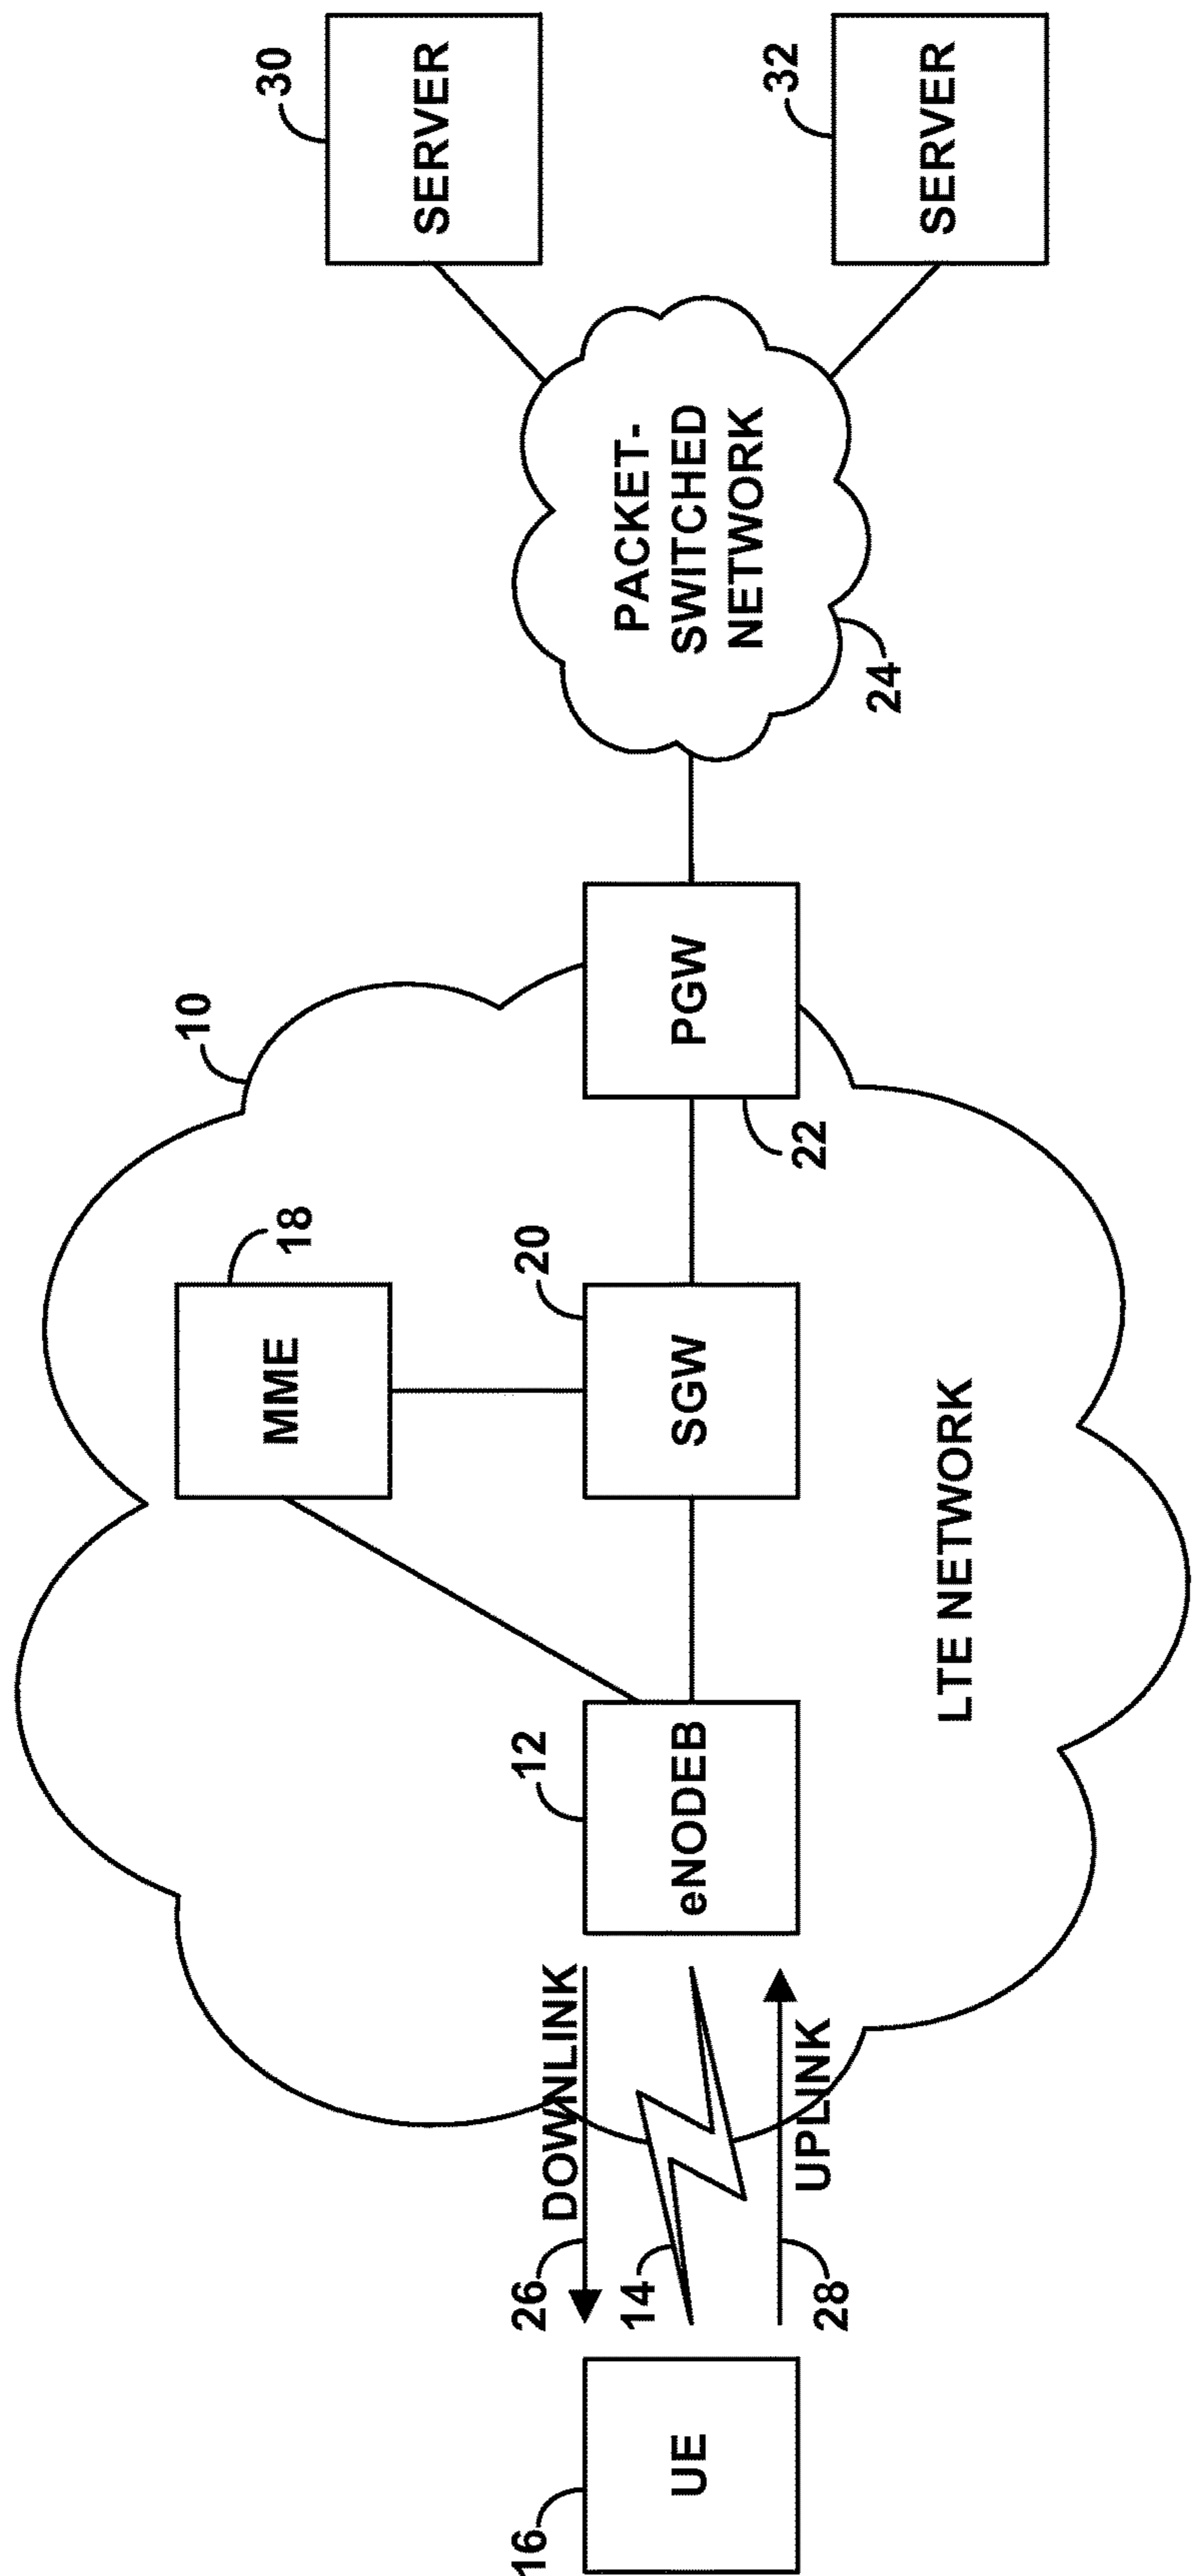 10
18
MME
30
SERVER
26
DOWNLINK
12
20
16
UE
14
eNODEB
SGW
PGW
22
PACKET-
SWITCHED
NETWORK
24
28
UPLINK
LTE NETWORK
32
SERVER